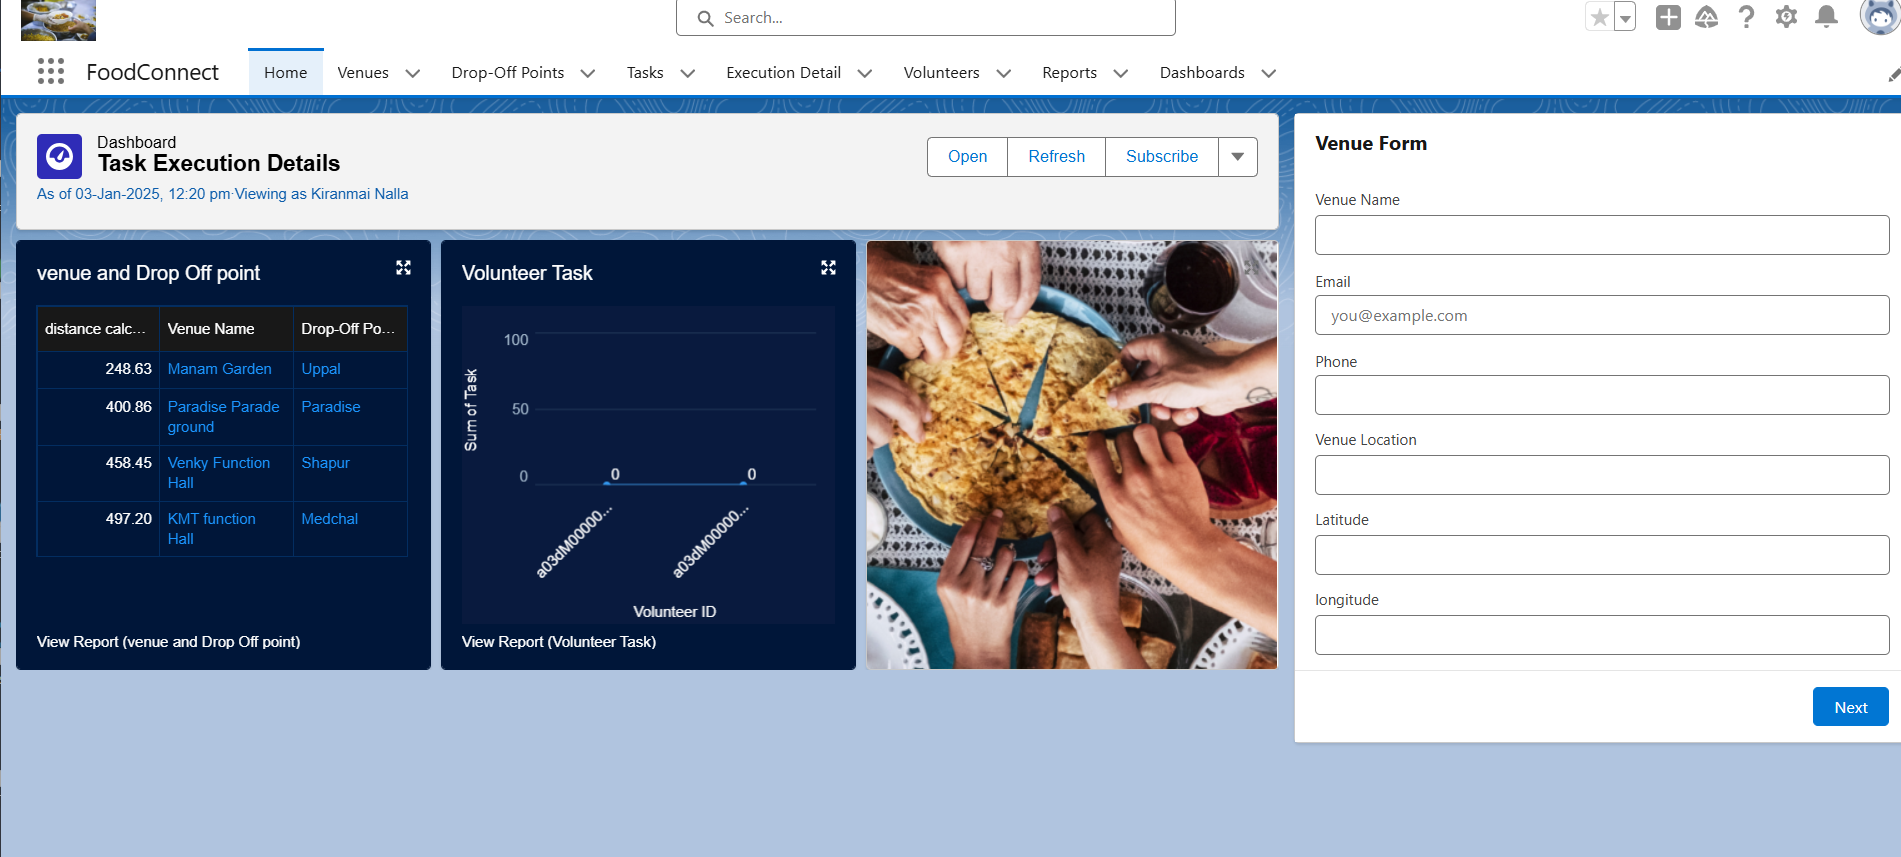 Search...
FoodConnect
Home
Venues
Drop-Off Points
Tasks
Execution Detail
Volunteers
Reports
Dashboards
Dashboard
Task Execution Details
As of 03-Jan-2025, 12:20 pm·Viewing as Kiranmai Nalla
Open
Refresh
Subscribe
venue and Drop Off point
distance calc... Venue Name Drop-Off Po...
248.63 Manam Garden Uppal
400.86 Paradise Parade Paradise
ground
458.45 Venky Function Shapur
Hall
497.20 KMT function Medchal
Hall
View Report (venue and Drop Off point)
Volunteer Task
Sum of Task
100
50
0
0
0
a03dM00000...
a03dM00000...
Volunteer ID
View Report (Volunteer Task)
Venue Form
Venue Name
Email
you@example.com
Phone
Venue Location
Latitude
longitude
Next